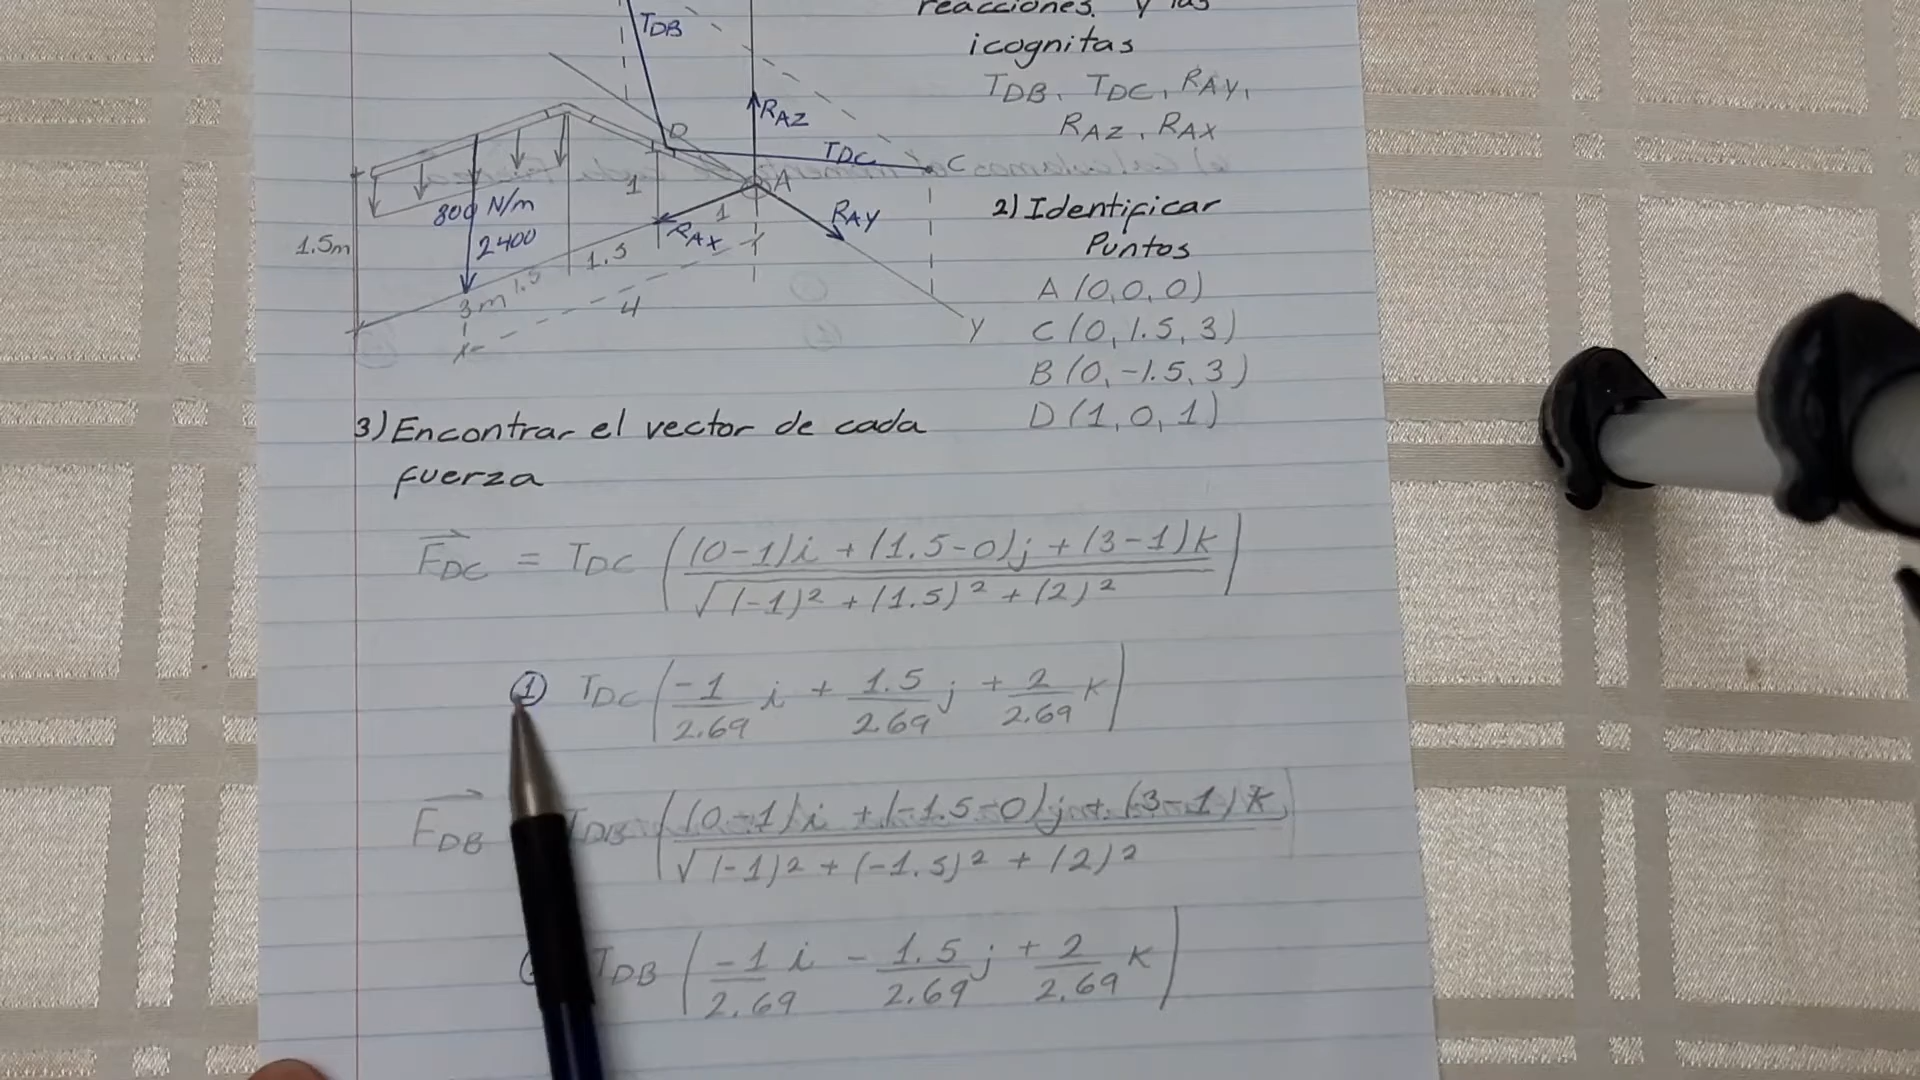 reacciones. y las
icognitas
TDB, TDC, RAY,
RAZ, RAX
TDB
RAZ
D
TDC
C
A
1
1
RAY
RAX
800 N/m
2400
1.5m
1.5
1.5
3m
4
Y
2) Identificar
Puntos
A (0,0,0)
C (0,1.5,3)
B (0,-1.5,3)
D (1,0,1)
3) Encontrar el vector de cada
fuerza
FDC = TDC ((0-1)i + (1.5-0)j + (3-1)k
√(-1)² + (1.5)² + (2)²
① TDC (-1/2.69 i + 1.5/2.69 j + 2/2.69 k)
FDB TDB ((0-1)i + (-1.5-0)j + (3-1)k
√(-1)² + (-1.5)² + (2)²
TDB (-1/2.69 i - 1.5/2.69 j + 2/2.69 k)